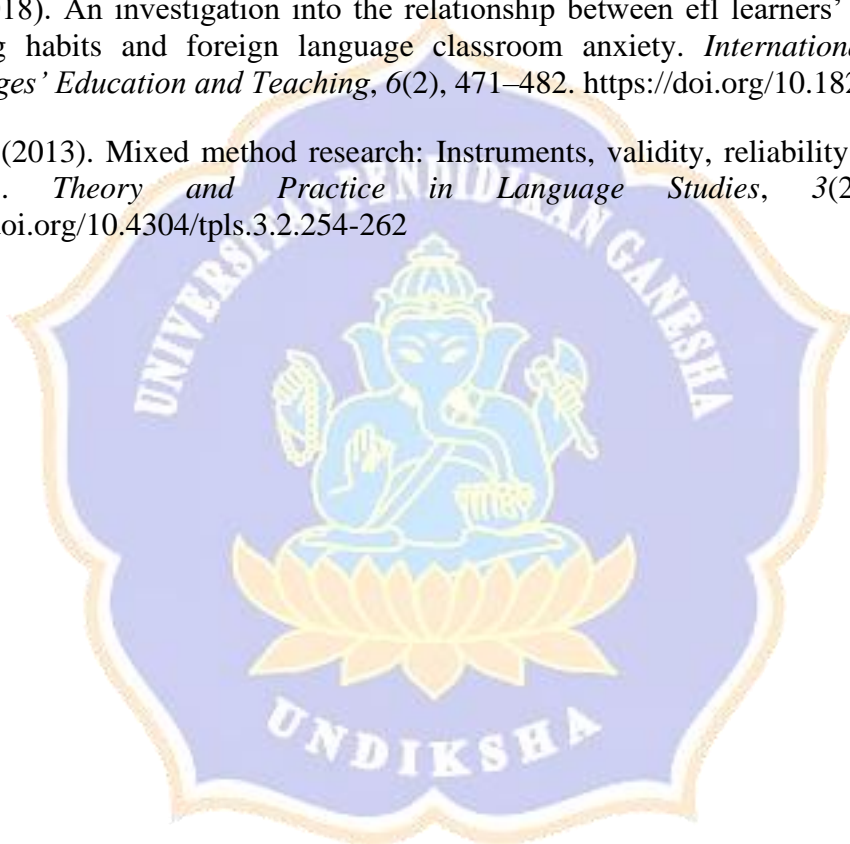 18). An investigation into the relationship between efl learners'
g habits and foreign language classroom anxiety. Internationa
ges' Education and Teaching, 6(2), 471–482. https://doi.org/10.182
(2013). Mixed method research: Instruments, validity, reliability
. Theory and Practice in Language Studies, 3(2
loi.org/10.4304/tpls.3.2.254-262
UNIVERSITAS PENDIDIKAN GANESHA
UNDIKSHA